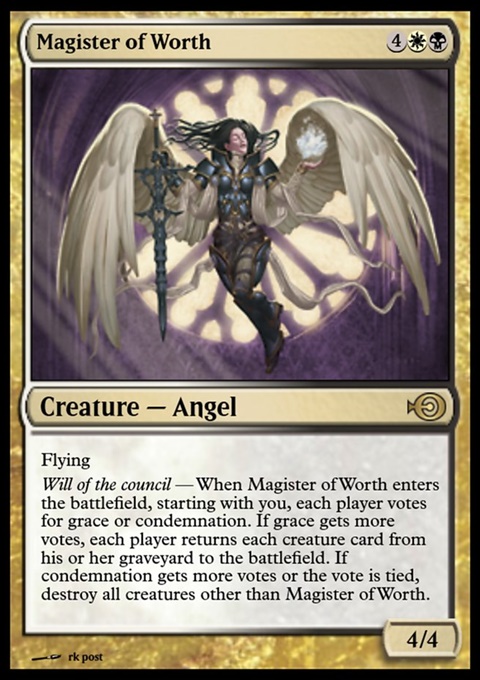 Magister of Worth 4
Creature — Angel
Flying
Will of the council — When Magister of Worth enters
the battlefield, starting with you, each player votes
for grace or condemnation. If grace gets more
votes, each player returns each creature card from
his or her graveyard to the battlefield. If
condemnation gets more votes or the vote is tied,
destroy all creatures other than Magister of Worth.
4/4
rk post